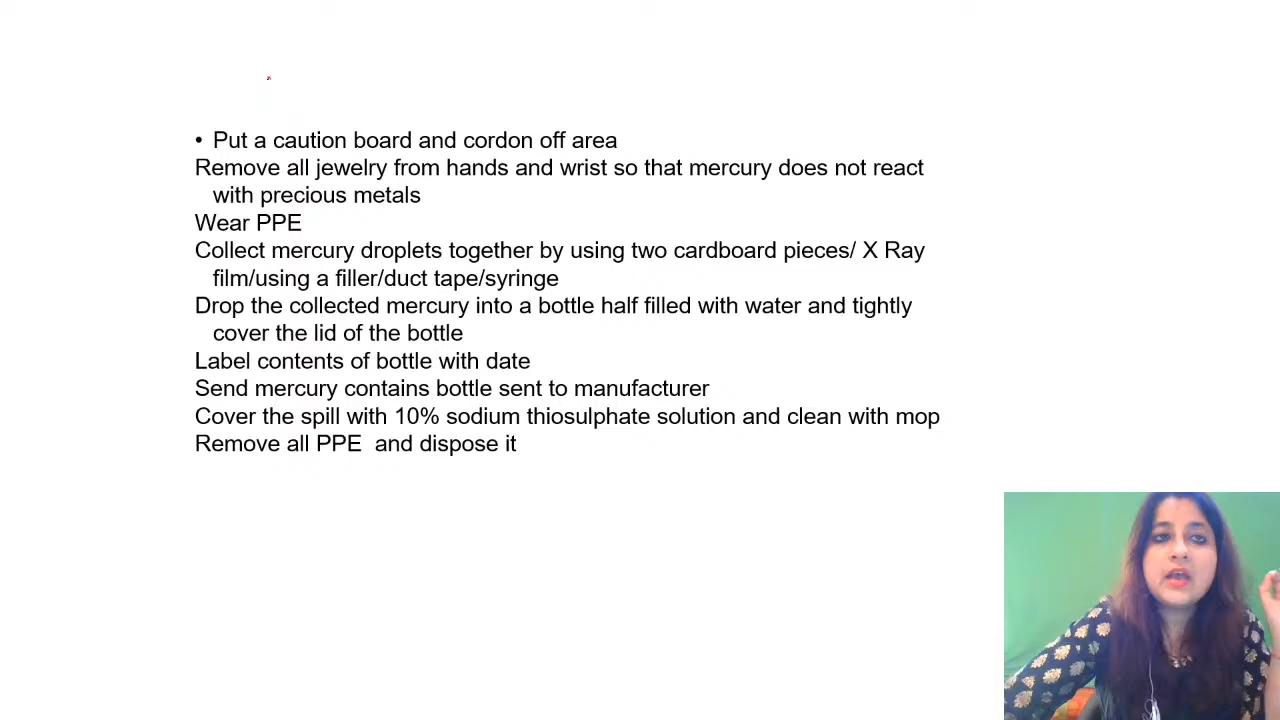 • Put a caution board and cordon off area
Remove all jewelry from hands and wrist so that mercury does not react
with precious metals
Wear PPE
Collect mercury droplets together by using two cardboard pieces/ X Ray
film/using a filler/duct tape/syringe
Drop the collected mercury into a bottle half filled with water and tightly
cover the lid of the bottle
Label contents of bottle with date
Send mercury contains bottle sent to manufacturer
Cover the spill with 10% sodium thiosulphate solution and clean with mop
Remove all PPE  and dispose it